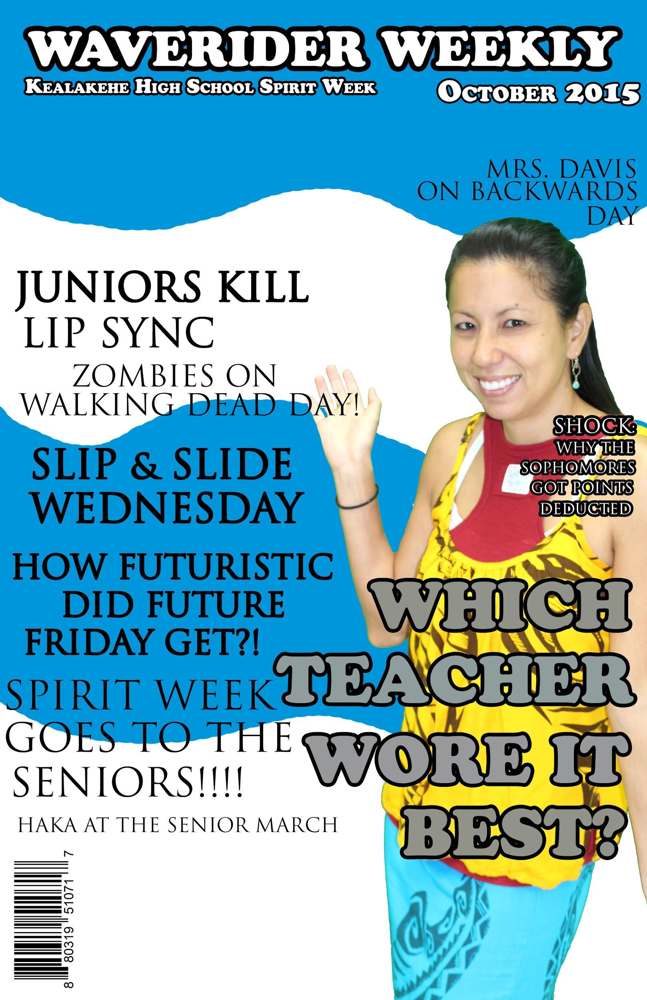 WAVERIDER WEEKLY
KEALAKEHE HIGH SCHOOL SPIRIT WEEK
OCTOBER 2015
MRS. DAVIS
ON BACKWARDS
DAY
JUNIORS KILL
LIP SYNC
ZOMBIES ON
WALKING DEAD DAY!
SHOCK:
WHY THE
SOPHOMORES
GOT POINTS
DEDUCTED
SLIP & SLIDE
WEDNESDAY
HOW FUTURISTIC
DID FUTURE
FRIDAY GET?!
SPIRIT WEEK
GOES TO THE
SENIORS!!!!
HAKA AT THE SENIOR MARCH
WHICH
TEACHER
WORE IT
BEST?
8 80319 51071 7